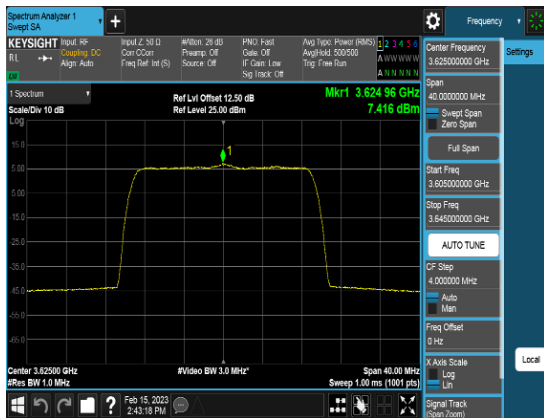 Spectrum Analyzer 1
Swept SA
Frequency
KEYSIGHT
Input: RF
Input Z: 50 Ω
#Atten: 26 dB
PNO: Fast
Avg Type: Power (RMS)
1 2 3 4 5 6
RL
Coupling: DC
Corr CCorr
Preamp: Off
Gate: Off
Avg|Hold: 500/500
A W W W W W
Align: Auto
Freq Ref: Int (S)
Source: Off
IF Gain: Low
Trig: Free Run
Sig Track: Off
A N N N N N
1 Spectrum
Scale/Div 10 dB
Ref Lvl Offset 12.50 dB
Ref Level 25.00 dBm
Mkr1 3.624 96 GHz
7.416 dBm
Log
15.0
5.00
-5.00
-15.0
-25.0
-35.0
-45.0
-55.0
-65.0
1
Center 3.62500 GHz
#Res BW 1.0 MHz
#Video BW 3.0 MHz*
Span 40.00 MHz
Sweep 1.00 ms (1001 pts)
Feb 15, 2023
2:43:18 PM
Center Frequency
3.625000000 GHz
Settings
Span
40.0000000 MHz
Swept Span
Zero Span
Full Span
Start Freq
3.605000000 GHz
Stop Freq
3.645000000 GHz
AUTO TUNE
CF Step
4.000000 MHz
Auto
Man
Freq Offset
0 Hz
X Axis Scale
Log
Lin
Local
Signal Track
(Span Zoom)